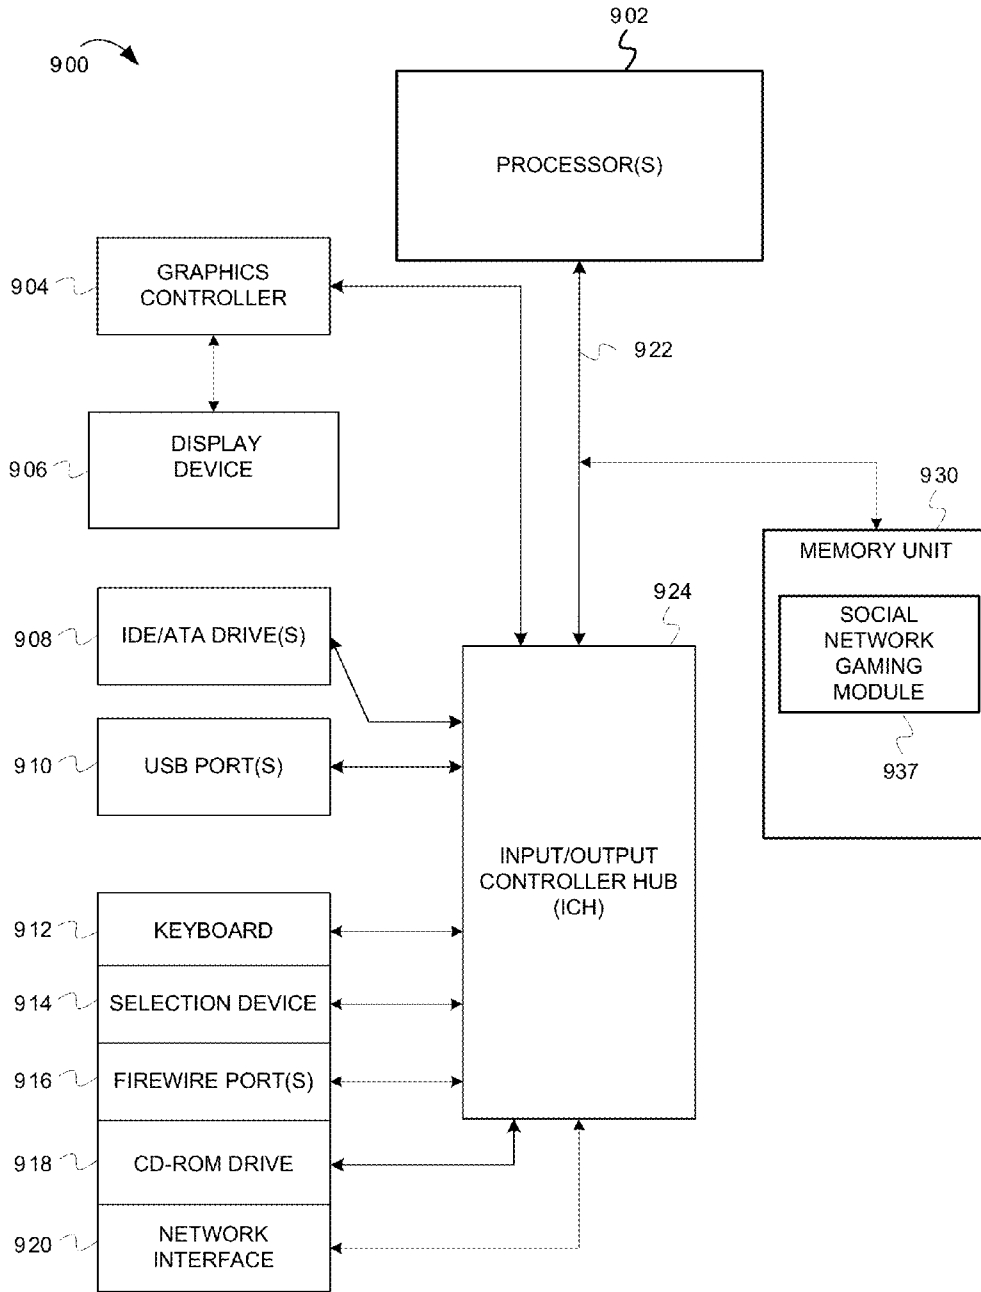 902
900
PROCESSOR(S)
904
GRAPHICS
CONTROLLER
922
906
DISPLAY
DEVICE
930
MEMORY UNIT
SOCIAL
NETWORK
GAMING
MODULE
937
908
IDE/ATA DRIVE(S)
924
910
USB PORT(S)
INPUT/OUTPUT
CONTROLLER HUB
(ICH)
912
KEYBOARD
914
SELECTION DEVICE
916
FIREWIRE PORT(S)
918
CD-ROM DRIVE
920
NETWORK
INTERFACE